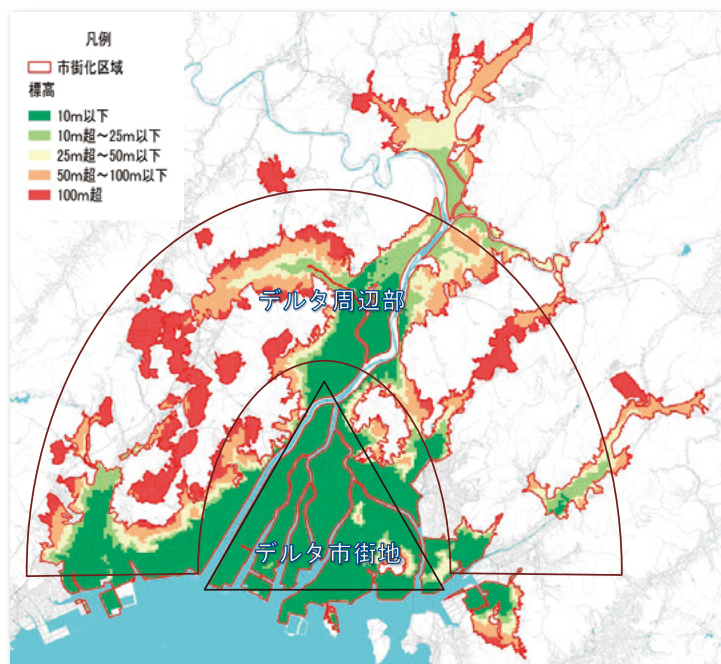 凡例
市街化区域
標高
10m以下
10m超～25m以下
25m超～50m以下
50m超～100m以下
100m超
デルタ周辺部
デルタ市街地